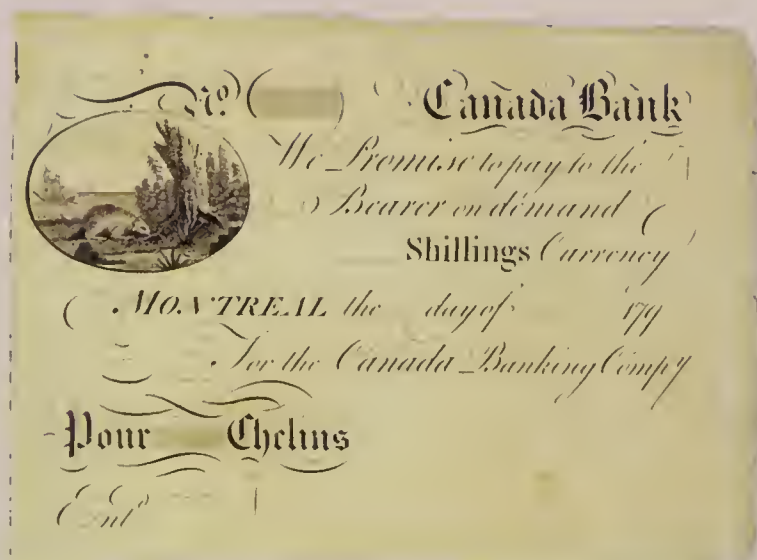 No. Canada Bank
We Promise to pay to the
Bearer on demand
Shillings Currency
MONTREAL the day of 179
For the Canada Banking Compy
Pour Chelins
Entd